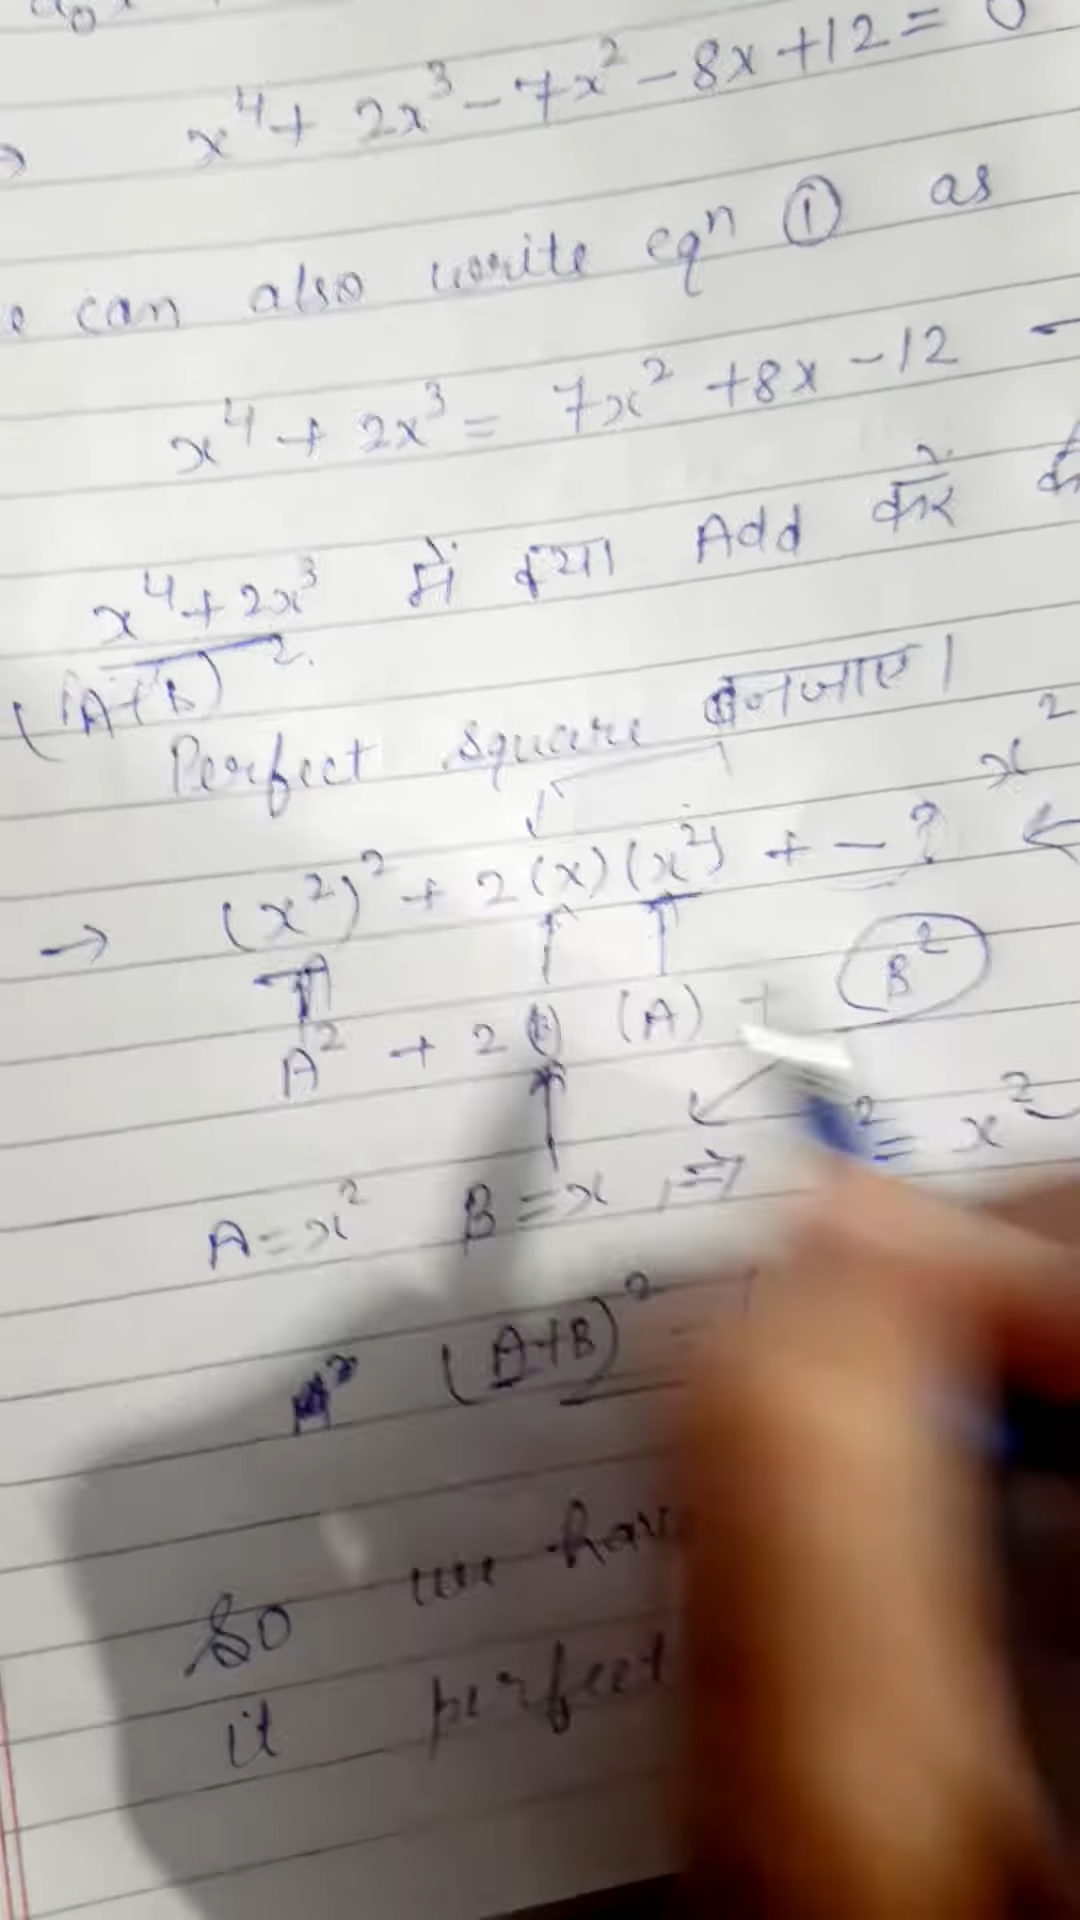 x⁴ + 2x³ - 7x² - 8x + 12 = 0
can also write eqⁿ ① as
x⁴ + 2x³ = 7x² + 8x - 12
x⁴ + 2x³ में क्या Add करें
(A+B)²
Perfect square बनजाए।
x²
→ (x²)² + 2(x)(x²) + - ?
A² + 2 (A) + B²
A = x² B = x ⇒ ² = x²
(A+B)² =
So we
it perfect